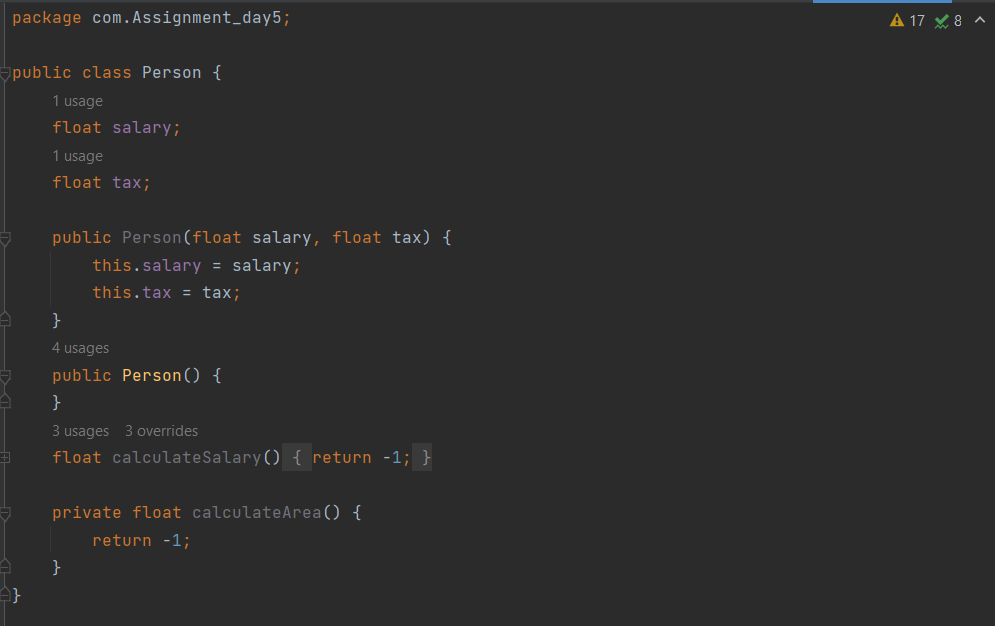 package com.Assignment_day5;
17 8
public class Person {
1 usage
float salary;
1 usage
float tax;
public Person(float salary, float tax) {
this.salary = salary;
this.tax = tax;
}
4 usages
public Person() {
}
3 usages 3 overrides
float calculateSalary() { return -1; }
private float calculateArea() {
return -1;
}
}